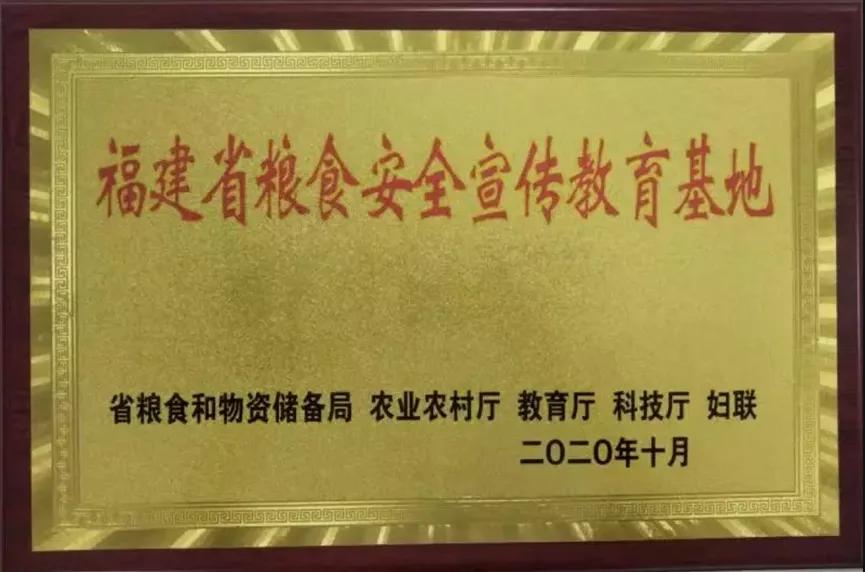 福建省粮食安全宣传教育基地
省粮食和物资储备局 农业农村厅 教育厅 科技厅 妇联
二〇二〇年十月